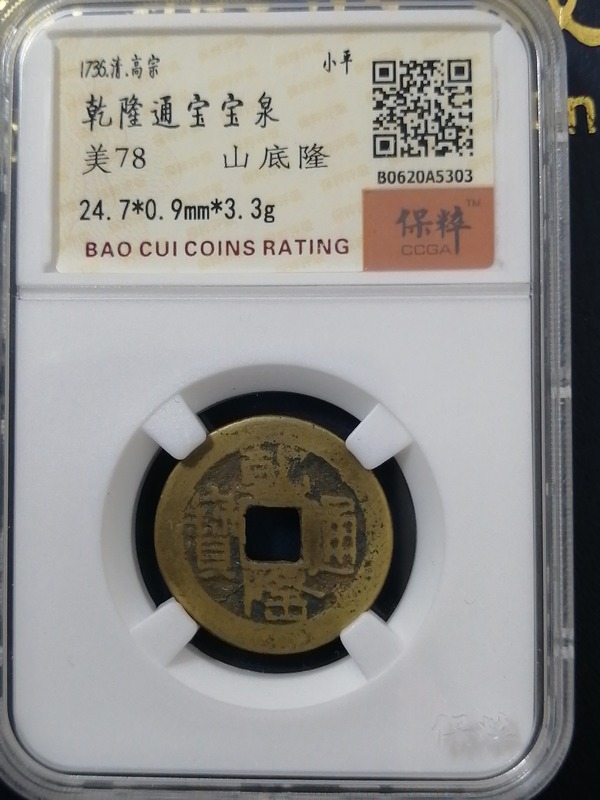 1736.清.高宗 小平
乾隆通宝宝泉
美78 山底隆
B0620A5303
24.7*0.9mm*3.3g
保粹 TM
CCGA
BAO CUI COINS RATING
乾
寶 通
隆